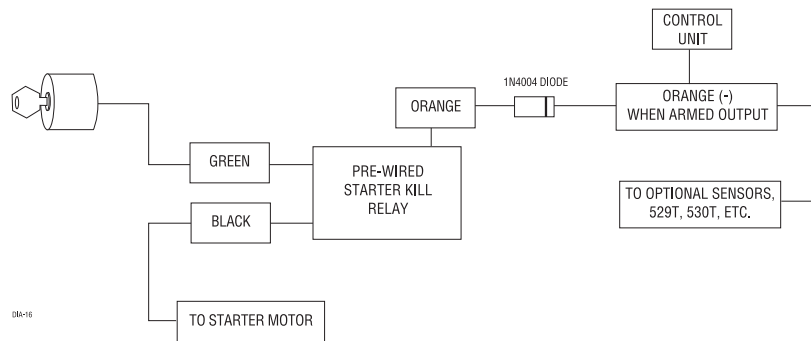 CONTROL
UNIT
1N4004 DIODE
ORANGE
ORANGE (-)
WHEN ARMED OUTPUT
GREEN
PRE-WIRED
STARTER KILL
RELAY
TO OPTIONAL SENSORS,
529T, 530T, ETC.
BLACK
DIA-16
TO STARTER MOTOR